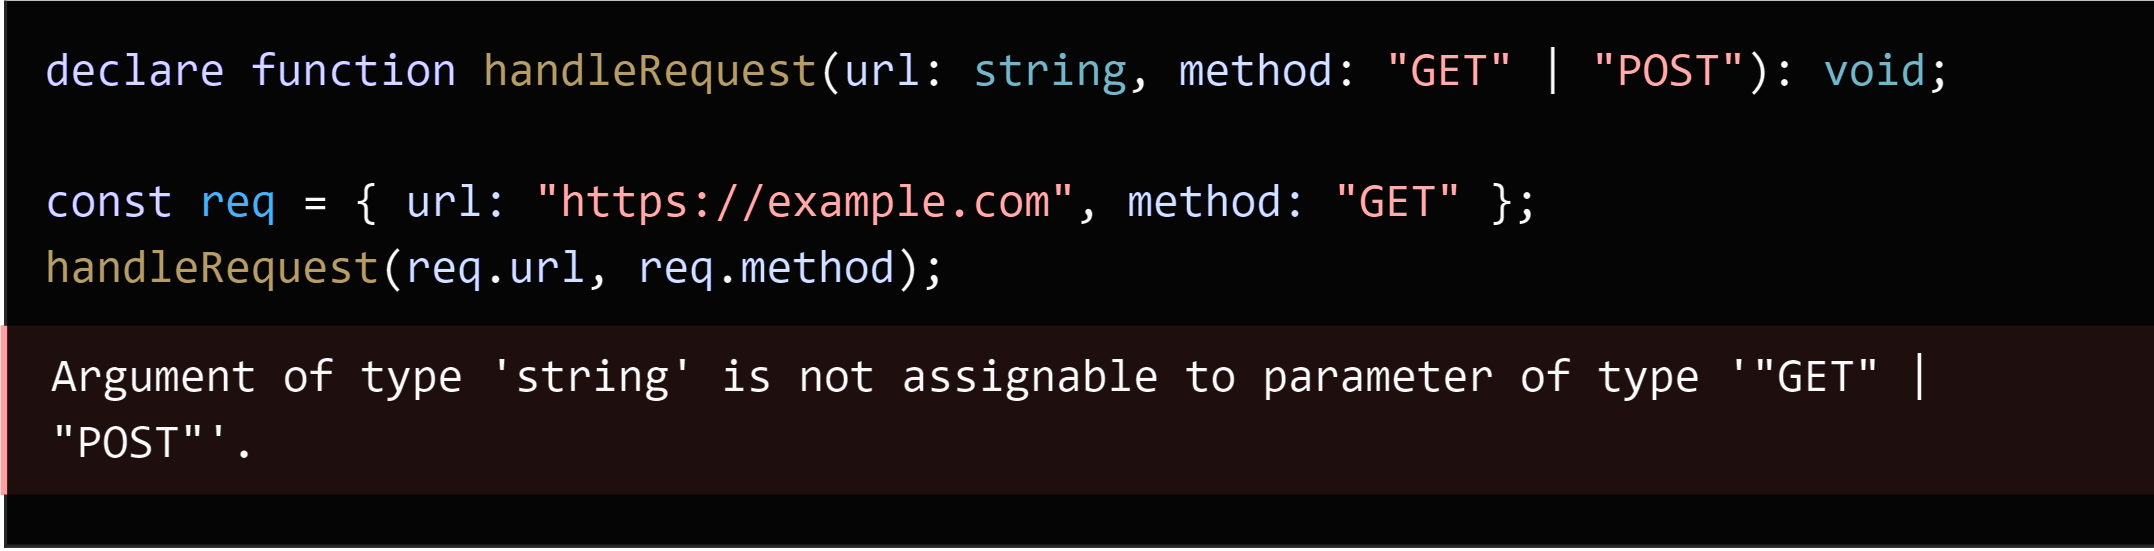 declare function handleRequest(url: string, method: "GET" | "POST"): void;
const req = { url: "https://example.com", method: "GET" };
handleRequest(req.url, req.method);
Argument of type 'string' is not assignable to parameter of type '"GET" |
"POST"'.